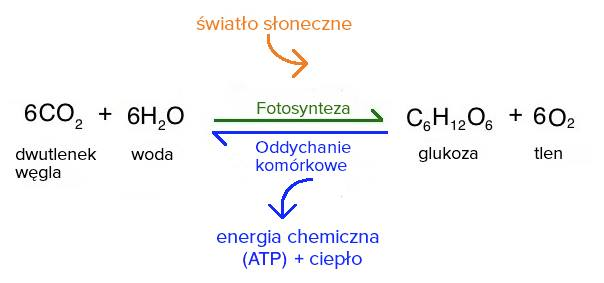 światło słoneczne
6CO₂ + 6H₂O
Fotosynteza
C₆H₁₂O₆ + 6O₂
dwutlenek
węgla
woda
Oddychanie
komórkowe
glukoza
tlen
energia chemiczna
(ATP) + ciepło